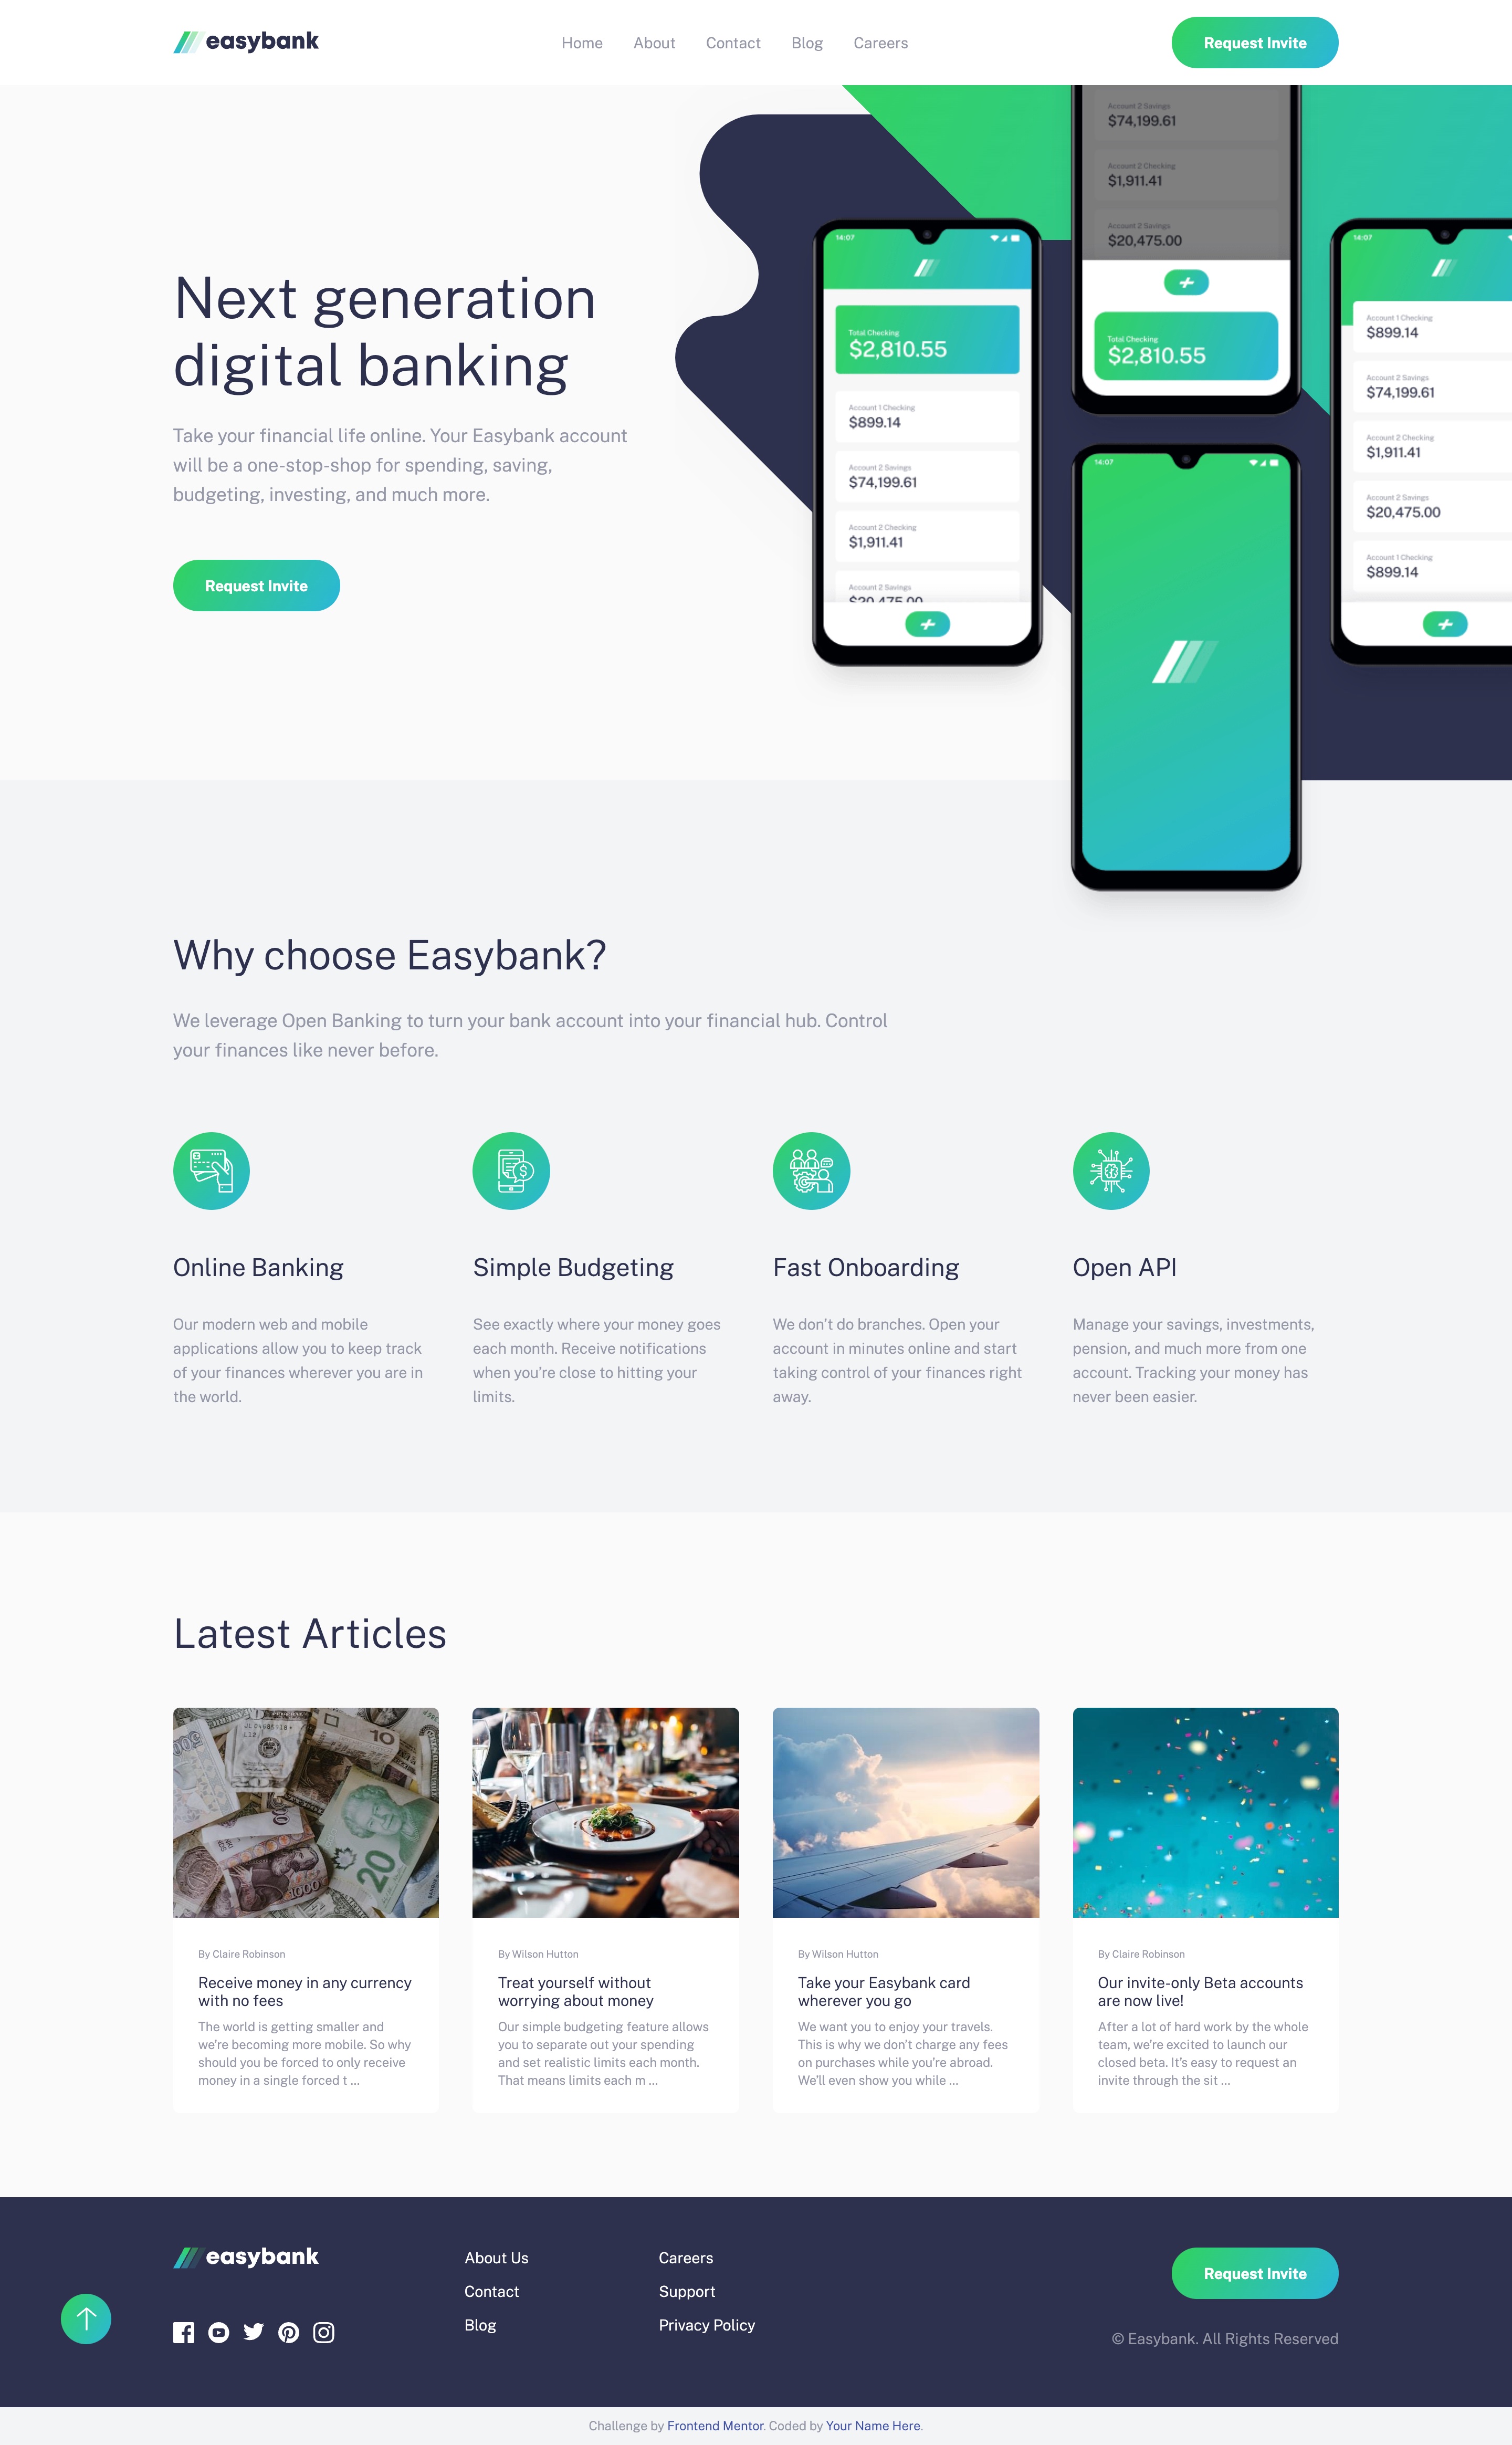 easybank
Home
About
Contact
Blog
Careers
Request Invite
Next generation
digital banking
Take your financial life online. Your Easybank account
will be a one-stop-shop for spending, saving,
budgeting, investing, and much more.
Request Invite
14:07
Total Checking
$2,810.55
Account 1 Checking
$899.14
Account 2 Savings
$74,199.61
Account 2 Checking
$1,911.41
Account 2 Savings
$20,475.00
Account 2 Savings
$74,199.61
Account 2 Checking
$1,911.41
Account 2 Savings
$20,475.00
Total Checking
$2,810.55
14:07
14:07
Account 1 Checking
$899.14
Account 2 Savings
$74,199.61
Account 2 Checking
$1,911.41
Account 2 Savings
$20,475.00
Account 1 Checking
$899.14
Why choose Easybank?
We leverage Open Banking to turn your bank account into your financial hub. Control
your finances like never before.
Online Banking
Our modern web and mobile
applications allow you to keep track
of your finances wherever you are in
the world.
Simple Budgeting
See exactly where your money goes
each month. Receive notifications
when you're close to hitting your
limits.
Fast Onboarding
We don't do branches. Open your
account in minutes online and start
taking control of your finances right
away.
Open API
Manage your savings, investments,
pension, and much more from one
account. Tracking your money has
never been easier.
Latest Articles
10
20
1000
By Claire Robinson
Receive money in any currency
with no fees
The world is getting smaller and
we're becoming more mobile. So why
should you be forced to only receive
money in a single forced t ...
By Wilson Hutton
Treat yourself without
worrying about money
Our simple budgeting feature allows
you to separate out your spending
and set realistic limits each month.
That means limits each m ...
By Wilson Hutton
Take your Easybank card
wherever you go
We want you to enjoy your travels.
This is why we don't charge any fees
on purchases while you're abroad.
We'll even show you while ...
By Claire Robinson
Our invite-only Beta accounts
are now live!
After a lot of hard work by the whole
team, we're excited to launch our
closed beta. It's easy to request an
invite through the sit ...
easybank
About Us
Contact
Blog
Careers
Support
Privacy Policy
Request Invite
© Easybank. All Rights Reserved
Challenge by Frontend Mentor. Coded by Your Name Here.